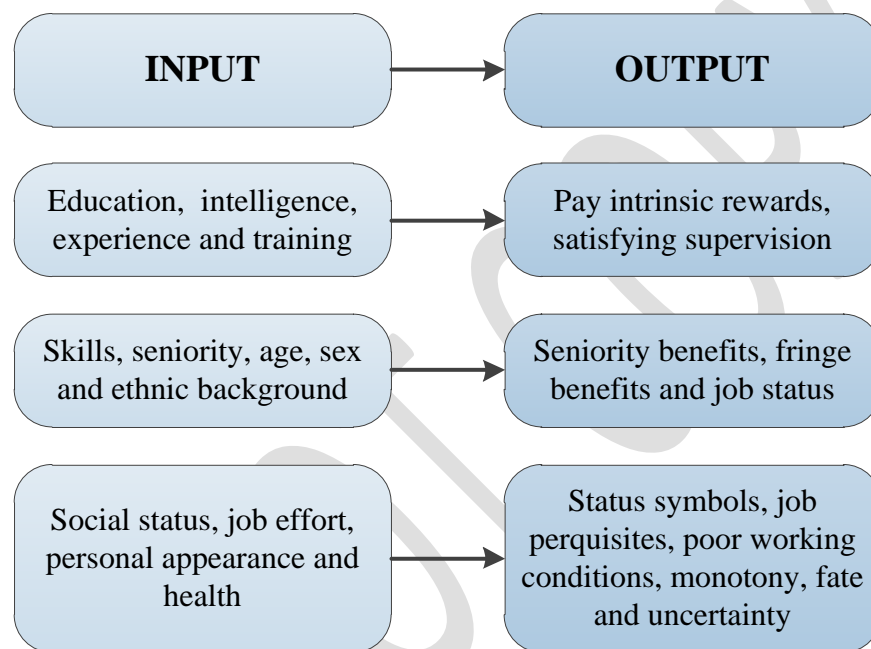 INPUT
OUTPUT
Education, intelligence,
experience and training
Pay intrinsic rewards,
satisfying supervision
Skills, seniority, age, sex
and ethnic background
Seniority benefits, fringe
benefits and job status
Social status, job effort,
personal appearance and
health
Status symbols, job
perquisites, poor working
conditions, monotony, fate
and uncertainty